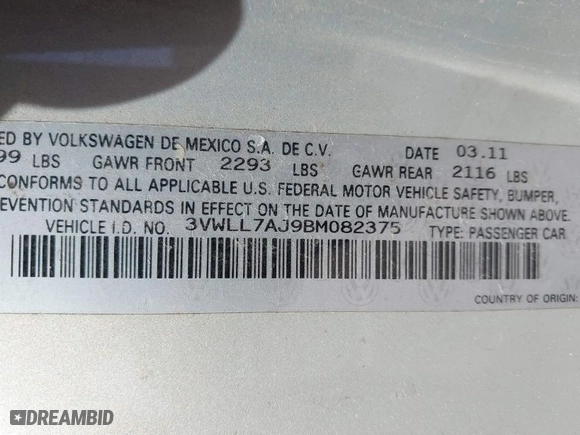 ED BY VOLKSWAGEN DE MEXICO S.A. DE C.V. DATE 03.11
99 LBS GAWR FRONT 2293 LBS GAWR REAR 2116 LBS
CONFORMS TO ALL APPLICABLE U.S. FEDERAL MOTOR VEHICLE SAFETY, BUMPER,
EVENTION STANDARDS IN EFFECT ON THE DATE OF MANUFACTURE SHOWN ABOVE.
VEHICLE I.D. NO. 3VWLL7AJ9BM082375 TYPE: PASSENGER CAR
COUNTRY OF ORIGIN:
DREAMBID